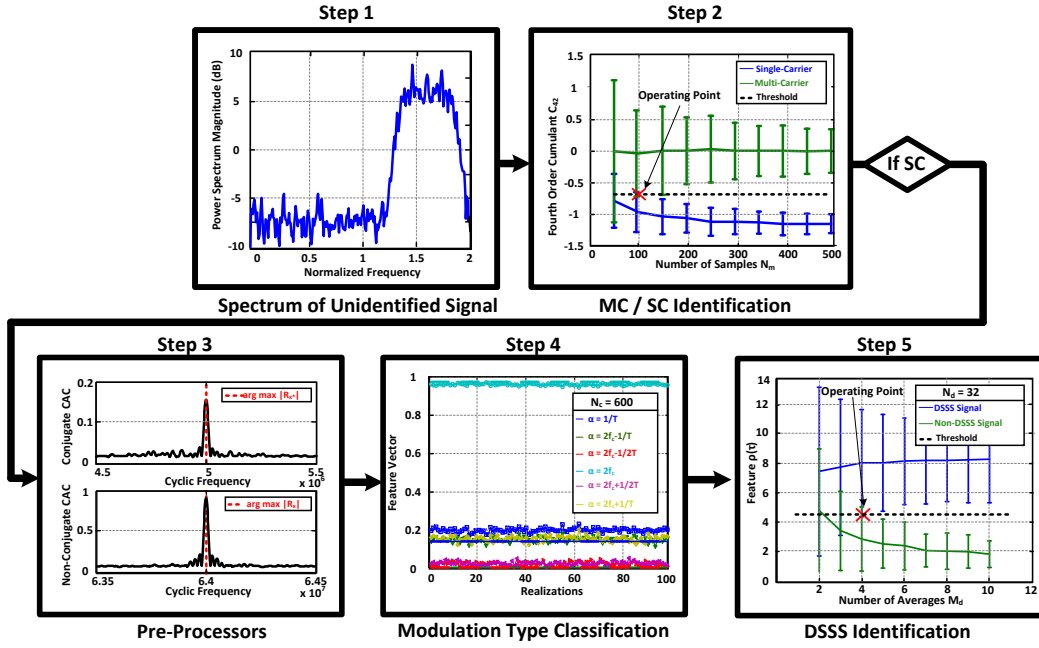 Step 1
10
5
0
-5
-10
Power Spectrum Magnitude (dB)
0
0.5
1.0
1.5
2
Normalized Frequency
Spectrum of Unidentified Signal
Step 2
1.5
1
0.5
0
-0.5
-1.0
-1.5
Fourth Order Cumulant C42
Operating Point
Single-Carrier
Multi-Carrier
Threshold
0
100
200
300
400
500
Number of Samples Nm
MC / SC Identification
If SC
Step 3
0.2
0.1
0
Conjugate CAC
arg max |Rx*|
4.5
5
5.5
Cyclic Frequency
x 10^6
1
0.5
0
Non-Conjugate CAC
arg max |Rx|
6.35
6.4
6.45
Cyclic Frequency
x 10^7
Pre-Processors
Step 4
1
0.8
0.6
0.4
0.2
0
Feature Vector
Nc = 600
α = 1/T
α = 2fc-1/T
α = 2fc-1/2T
α = 2fc
α = 2fc+1/2T
α = 2fc+1/T
0
20
40
60
80
100
Realizations
Modulation Type Classification
Step 5
14
12
10
8
6
4
2
0
Feature ρ(τ)
Operating Point
Nd = 32
DSSS Signal
Non-DSSS Signal
Threshold
2
4
6
8
10
12
Number of Averages Md
DSSS Identification